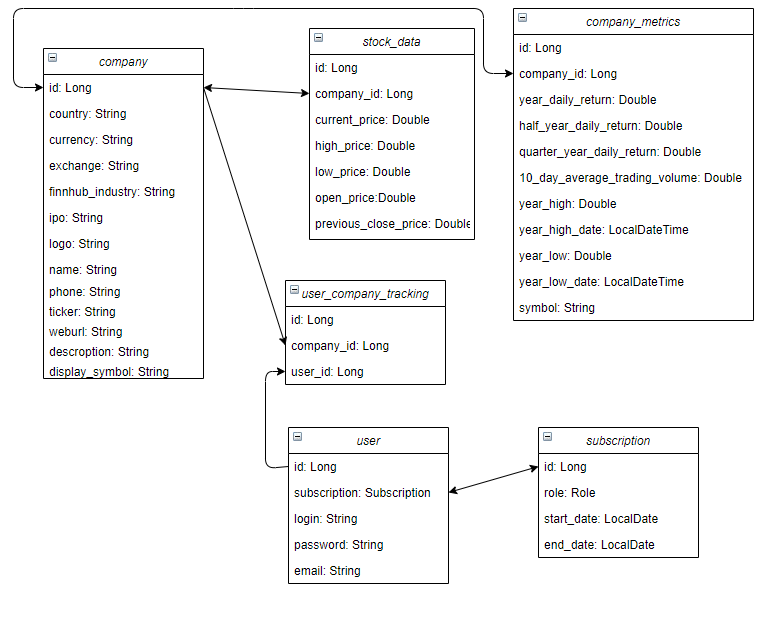 company
id: Long
country: String
currency: String
exchange: String
finnhub_industry: String
ipo: String
logo: String
name: String
phone: String
ticker: String
weburl: String
descroption: String
display_symbol: String
stock_data
id: Long
company_id: Long
current_price: Double
high_price: Double
low_price: Double
open_price:Double
previous_close_price: Double
company_metrics
id: Long
company_id: Long
year_daily_return: Double
half_year_daily_return: Double
quarter_year_daily_return: Double
10_day_average_trading_volume: Double
year_high: Double
year_high_date: LocalDateTime
year_low: Double
year_low_date: LocalDateTime
symbol: String
user_company_tracking
id: Long
company_id: Long
user_id: Long
user
id: Long
subscription: Subscription
login: String
password: String
email: String
subscription
id: Long
role: Role
start_date: LocalDate
end_date: LocalDate